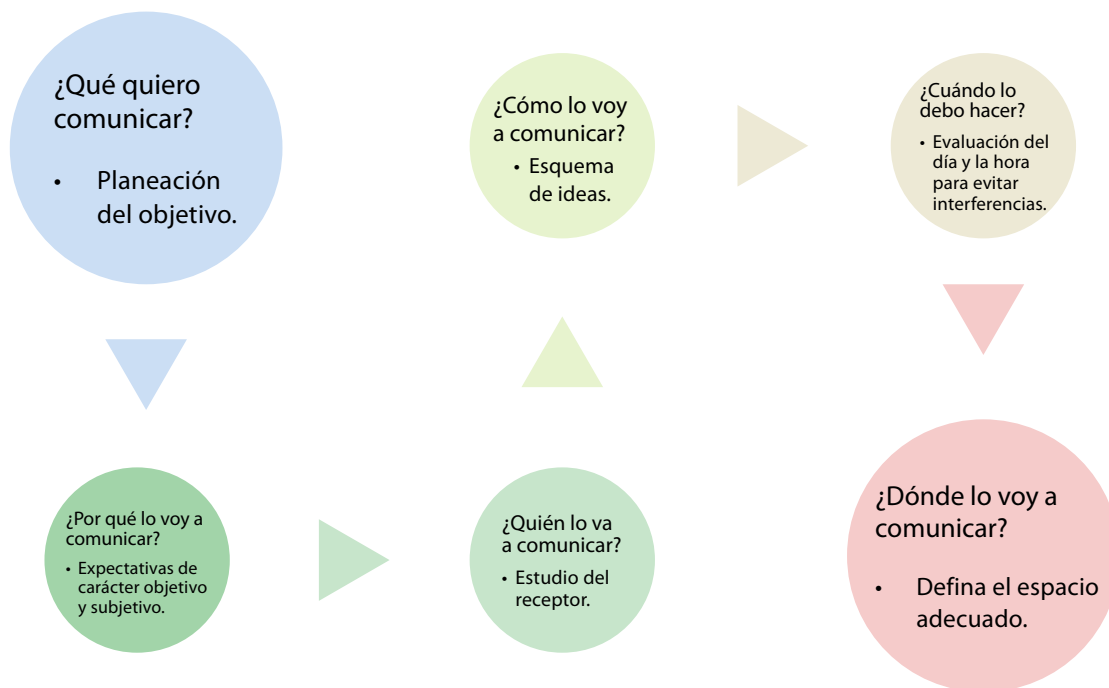 ¿Qué quiero
comunicar?
• Planeación
del objetivo.
¿Por qué lo voy a
comunicar?
• Expectativas de
carácter objetivo
y subjetivo.
¿Quién lo va
a comunicar?
• Estudio del
receptor.
¿Cómo lo voy
a comunicar?
• Esquema
de ideas.
¿Cuándo lo
debo hacer?
• Evaluación del
día y la hora
para evitar
interferencias.
¿Dónde lo voy a
comunicar?
• Defina el espacio
adecuado.